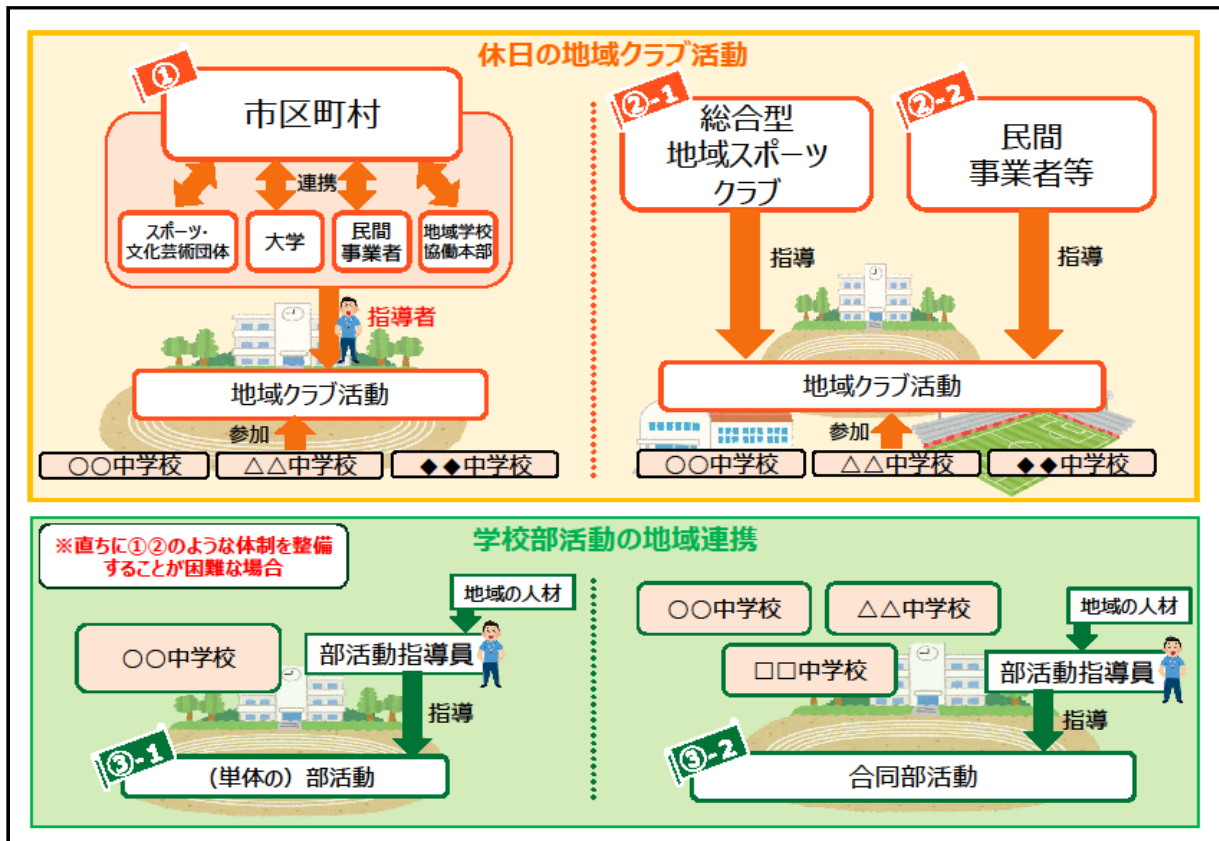 休日の地域クラブ活動
①
市区町村
連携
スポーツ・
文化芸術団体
大学
民間
事業者
地域学校
協働本部
指導者
地域クラブ活動
参加
○○中学校
△△中学校
◆◆中学校
②-1
総合型
地域スポーツ
クラブ
②-2
民間
事業者等
指導
指導
地域クラブ活動
参加
○○中学校
△△中学校
◆◆中学校
学校部活動の地域連携
※直ちに①②のような体制を整備
することが困難な場合
地域の人材
○○中学校
部活動指導員
指導
③-1
(単体の)部活動
○○中学校
△△中学校
□□中学校
地域の人材
部活動指導員
指導
③-2
合同部活動